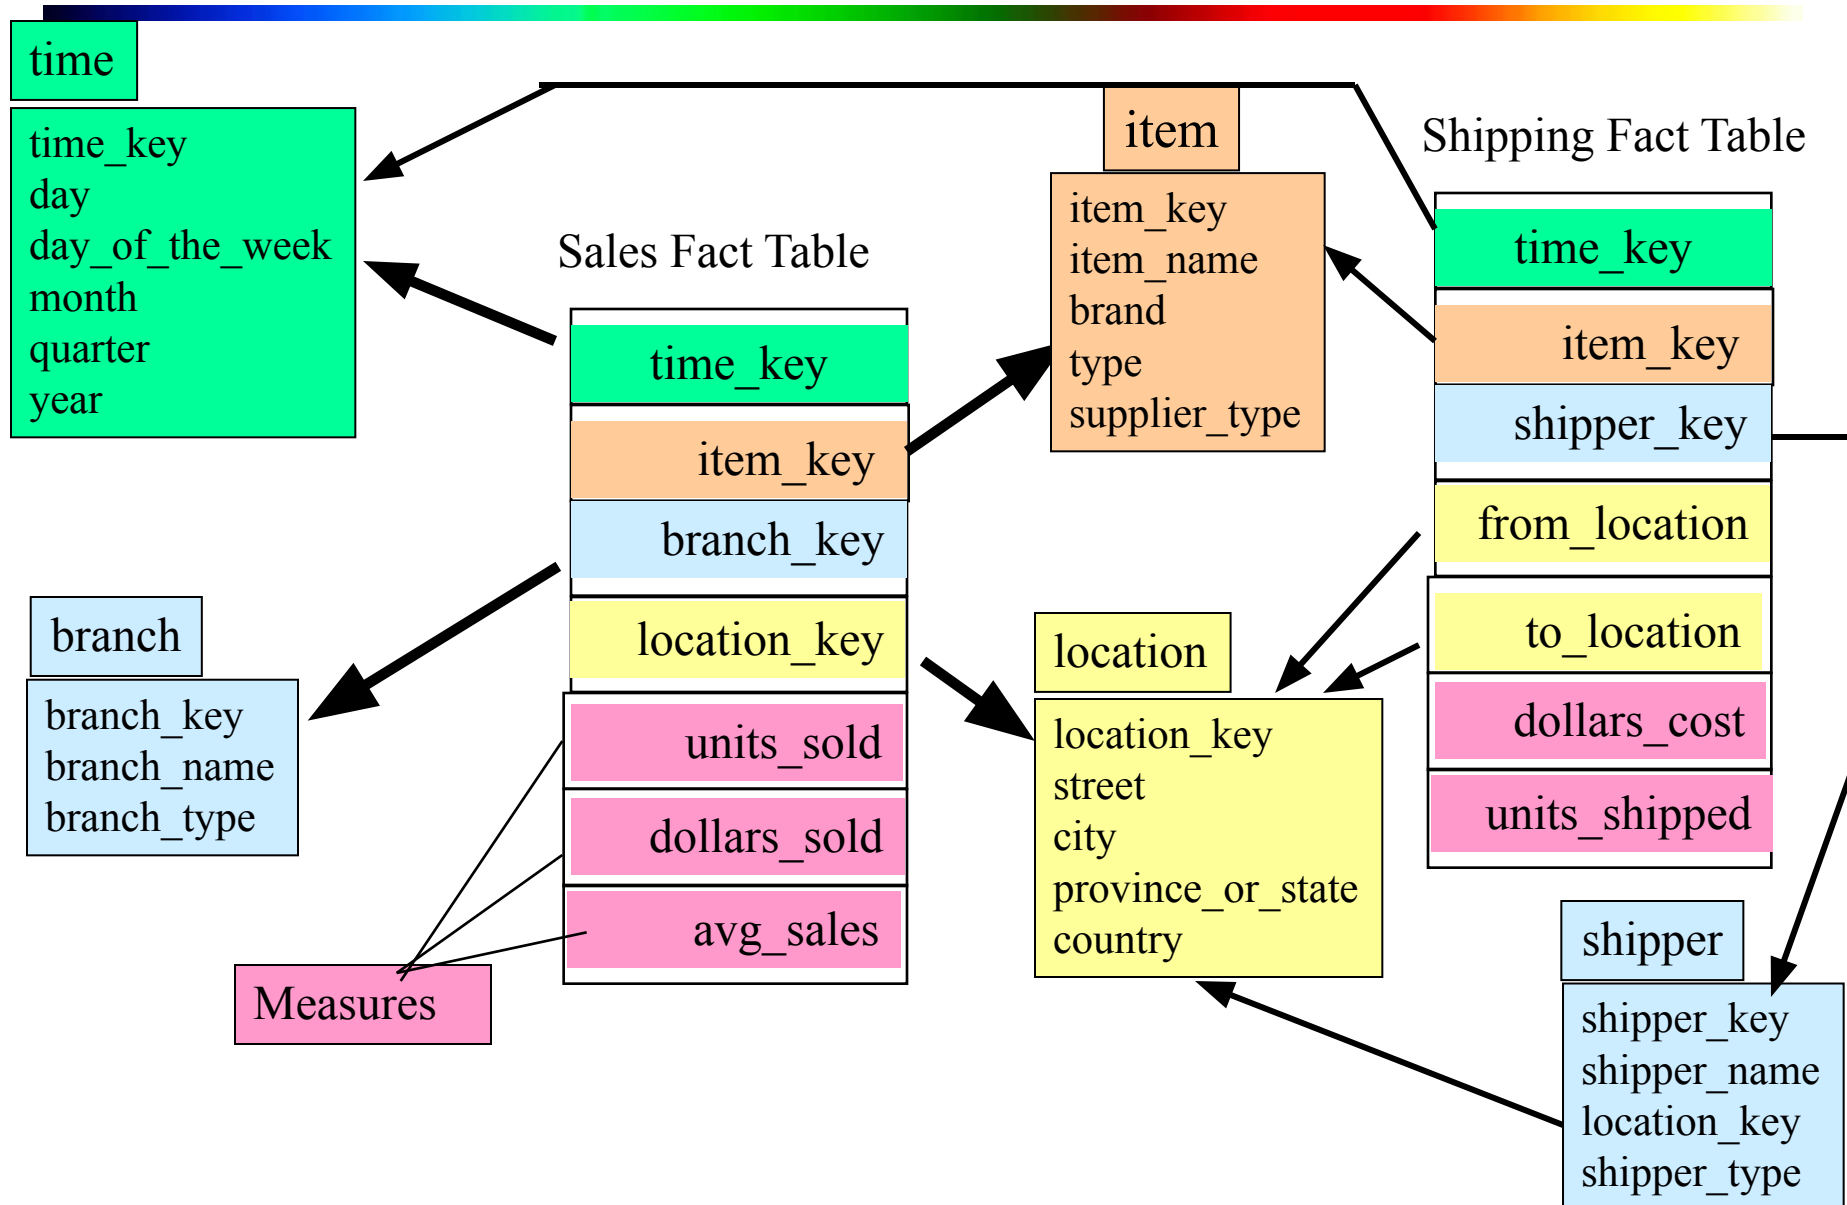 time
time_key
day
day_of_the_week
month
quarter
year
Sales Fact Table
time_key
item_key
branch_key
location_key
units_sold
dollars_sold
avg_sales
Measures
branch
branch_key
branch_name
branch_type
item
item_key
item_name
brand
type
supplier_type
location
location_key
street
city
province_or_state
country
Shipping Fact Table
time_key
item_key
shipper_key
from_location
to_location
dollars_cost
units_shipped
shipper
shipper_key
shipper_name
location_key
shipper_type